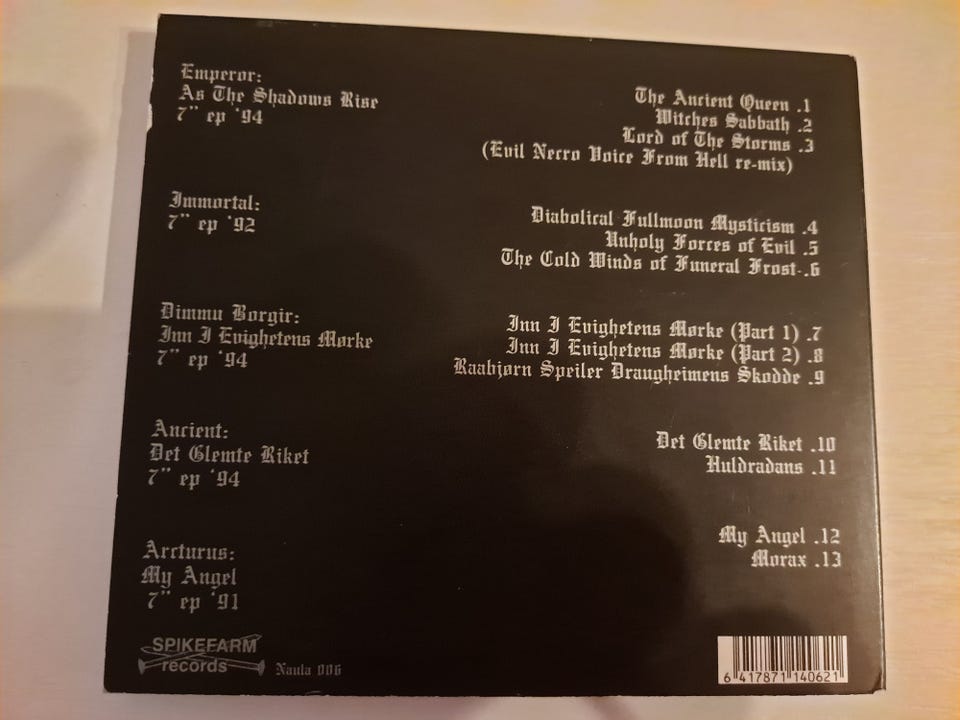 Emperor:
As The Shadows Rise
7" ep '94
The Ancient Queen .1
Witches Sabbath .2
Lord of The Storms .3
(Evil Necro Voice From Hell re-mix)
Immortal:
7" ep '92
Diabolical Fullmoon Mysticism .4
Unholy Forces of Evil .5
The Cold Winds of Funeral Frost .6
Dimmu Borgir:
Inn I Evighetens Mørke
7" ep '94
Inn I Evighetens Mørke (Part 1) .7
Inn I Evighetens Mørke (Part 2) .8
Raabjørn Speiler Draugheimens Skodde .9
Ancient:
Det Glemte Riket
7" ep '94
Det Glemte Riket .10
Huldradans .11
Arcturus:
My Angel
7" ep '91
My Angel .12
Morax .13
SPIKEFARM
records
Naula 006
6 417871 140621